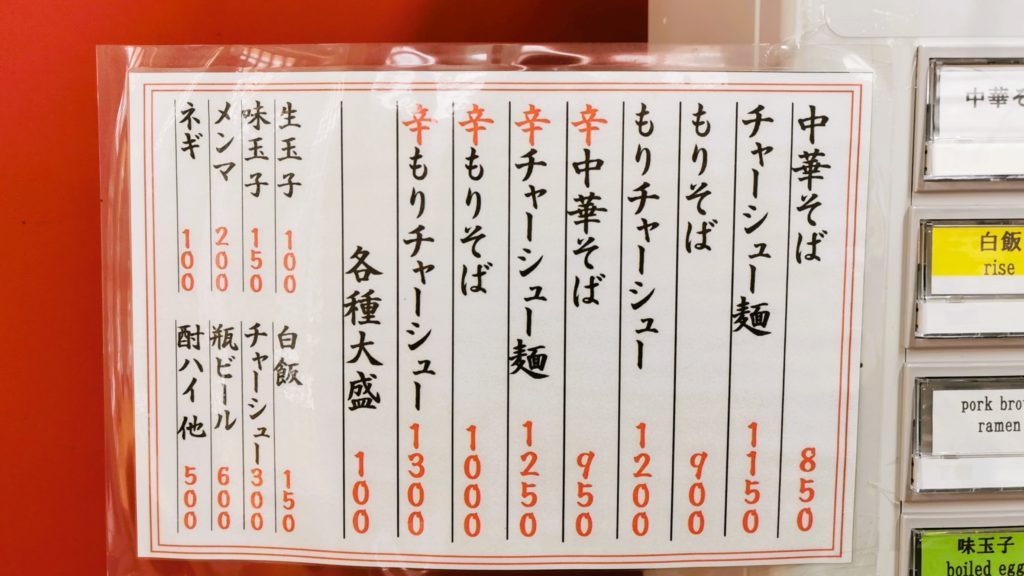 中華そば 850
チャーシュー麺 1150
もりそば 900
もりチャーシュー 1200
辛中華そば 950
辛チャーシュー麺 1250
辛もりそば 1000
辛もりチャーシュー 1300
各種大盛 100
生玉子 100
味玉子 150
メンマ 200
ネギ 100
白飯 150
チャーシュー 300
瓶ビール 600
酎ハイ他 500
中華そ
白飯
rise
pork bro
ramen
味玉子
boiled egg